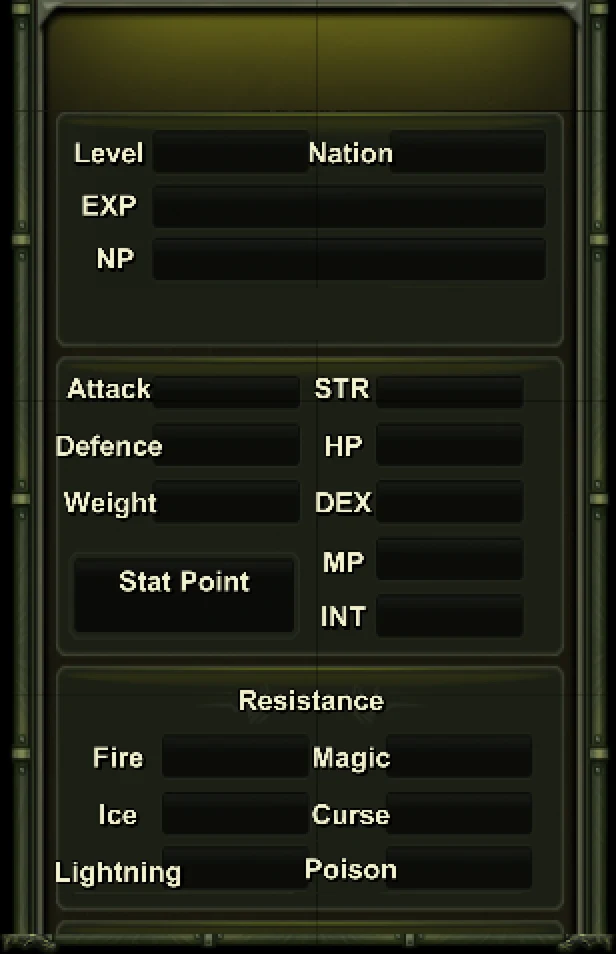 Level Nation
EXP
NP
Attack STR
Defence HP
Weight DEX
MP
Stat Point
INT
Resistance
Fire Magic
Ice Curse
Lightning Poison